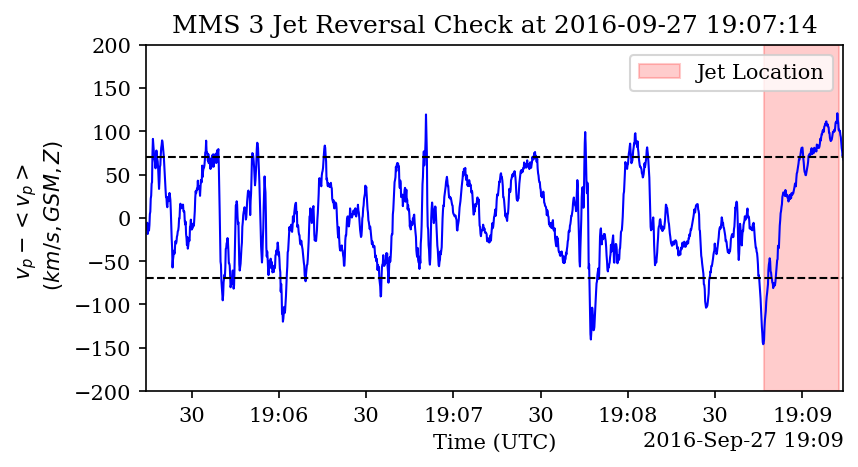 MMS 3 Jet Reversal Check at 2016-09-27 19:07:14
Jet Location
200
150
100
50
0
−50
−100
−150
−200
v_p − < v_p >
(km/s, GSM, Z)
30 19:06 30 19:07 30 19:08 30 19:09
Time (UTC)
2016-Sep-27 19:09